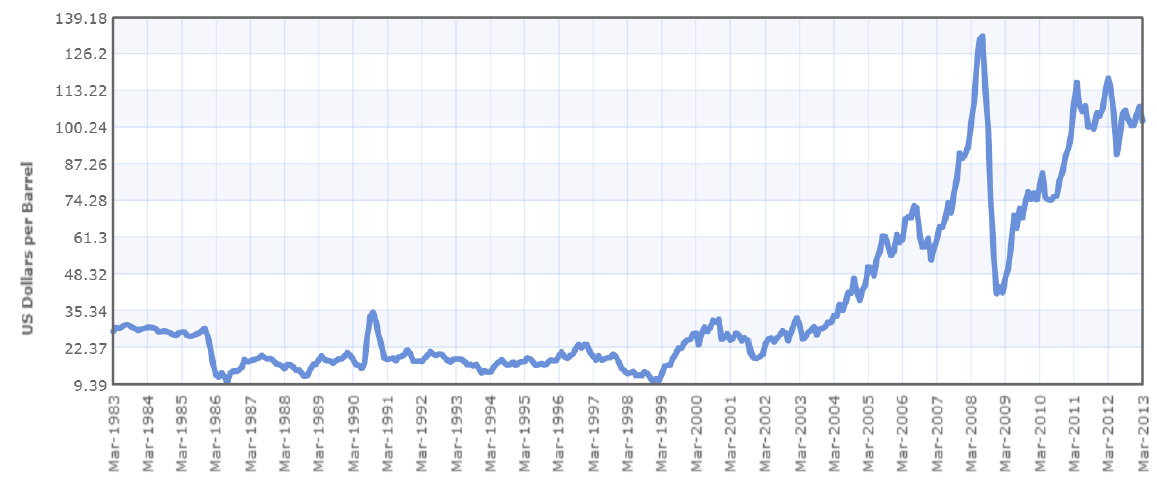 139.18
126.2
113.22
100.24
87.26
74.28
61.3
48.32
35.34
22.37
9.39
US Dollars per Barrel
Mar-1983
Mar-1984
Mar-1985
Mar-1986
Mar-1987
Mar-1988
Mar-1989
Mar-1990
Mar-1991
Mar-1992
Mar-1993
Mar-1994
Mar-1995
Mar-1996
Mar-1997
Mar-1998
Mar-1999
Mar-2000
Mar-2001
Mar-2002
Mar-2003
Mar-2004
Mar-2005
Mar-2006
Mar-2007
Mar-2008
Mar-2009
Mar-2010
Mar-2011
Mar-2012
Mar-2013